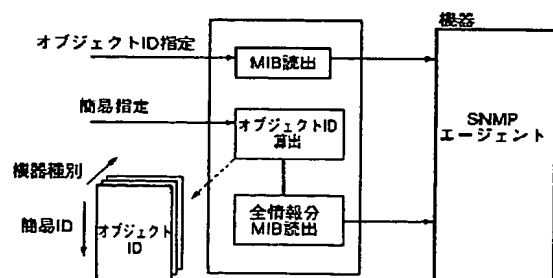 機器
オブジェクトID指定
MIB読出
簡易指定
オブジェクトID
算出
SNMP
エージェント
機器種別
簡易ID
オブジェクト
ID
全情報分
MIB読出